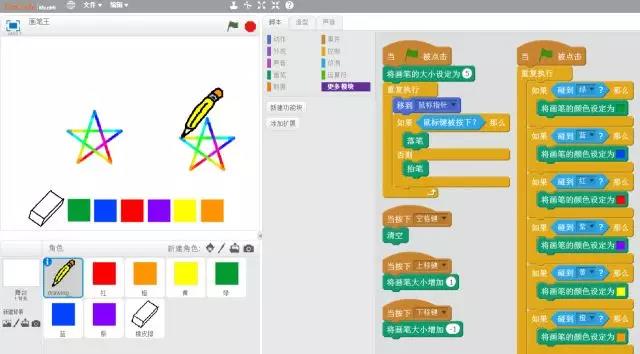 文件▾ 编辑▾
画笔王
脚本 造型 声音
动作 事件
外观 控制
声音 侦测
画笔 运算符
数据 更多模块
新建功能块
添加扩展
当 被点击
将画笔的大小设定为 5
重复执行
移到 鼠标指针
如果 鼠标键被按下? 那么
落笔
否则
抬笔
当按下 空格键
清空
当按下 上移键
将画笔大小增加 1
当按下 下移键
将画笔大小增加 -1
当 被点击
重复执行
如果 碰到 绿 ? 那么
将画笔的颜色设定为
如果 碰到 蓝 ? 那么
将画笔的颜色设定为
如果 碰到 红 ? 那么
将画笔的颜色设定为
如果 碰到 紫 ? 那么
将画笔的颜色设定为
如果 碰到 黄 ? 那么
将画笔的颜色设定为
如果 碰到 橙 ? 那么
将画笔的颜色设定为
角色 新建角色:
舞台
新建背景
drawing...
红
橙
黄
绿
蓝
紫
橡皮擦